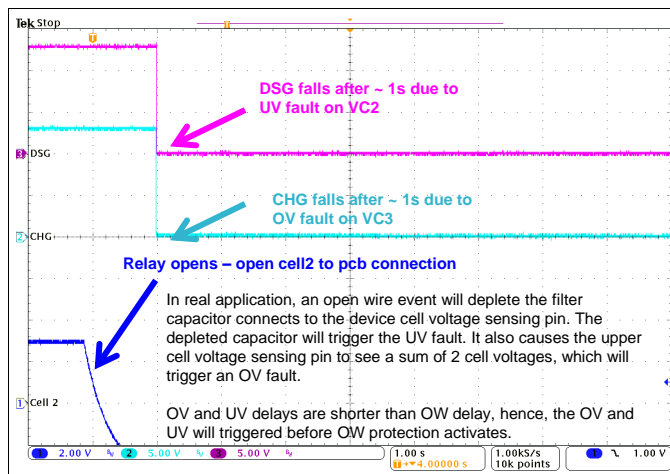 Tek Stop
T
T
DSG falls after ~ 1s due to
UV fault on VC2
3 DSG
CHG falls after ~ 1s due to
OV fault on VC3
2 CHG
Relay opens – open cell2 to pcb connection
In real application, an open wire event will deplete the filter
capacitor connects to the device cell voltage sensing pin. The
depleted capacitor will trigger the UV fault. It also causes the upper
cell voltage sensing pin to see a sum of 2 cell voltages, which will
trigger an OV fault.
1 Cell 2
OV and UV delays are shorter than OW delay, hence, the OV and
UV will triggered before OW protection activates.
1 2.00 V 2 5.00 V 3 5.00 V 1.00 s 1.00kS/s 1 1.00 V
T 4.00000 s 10k points